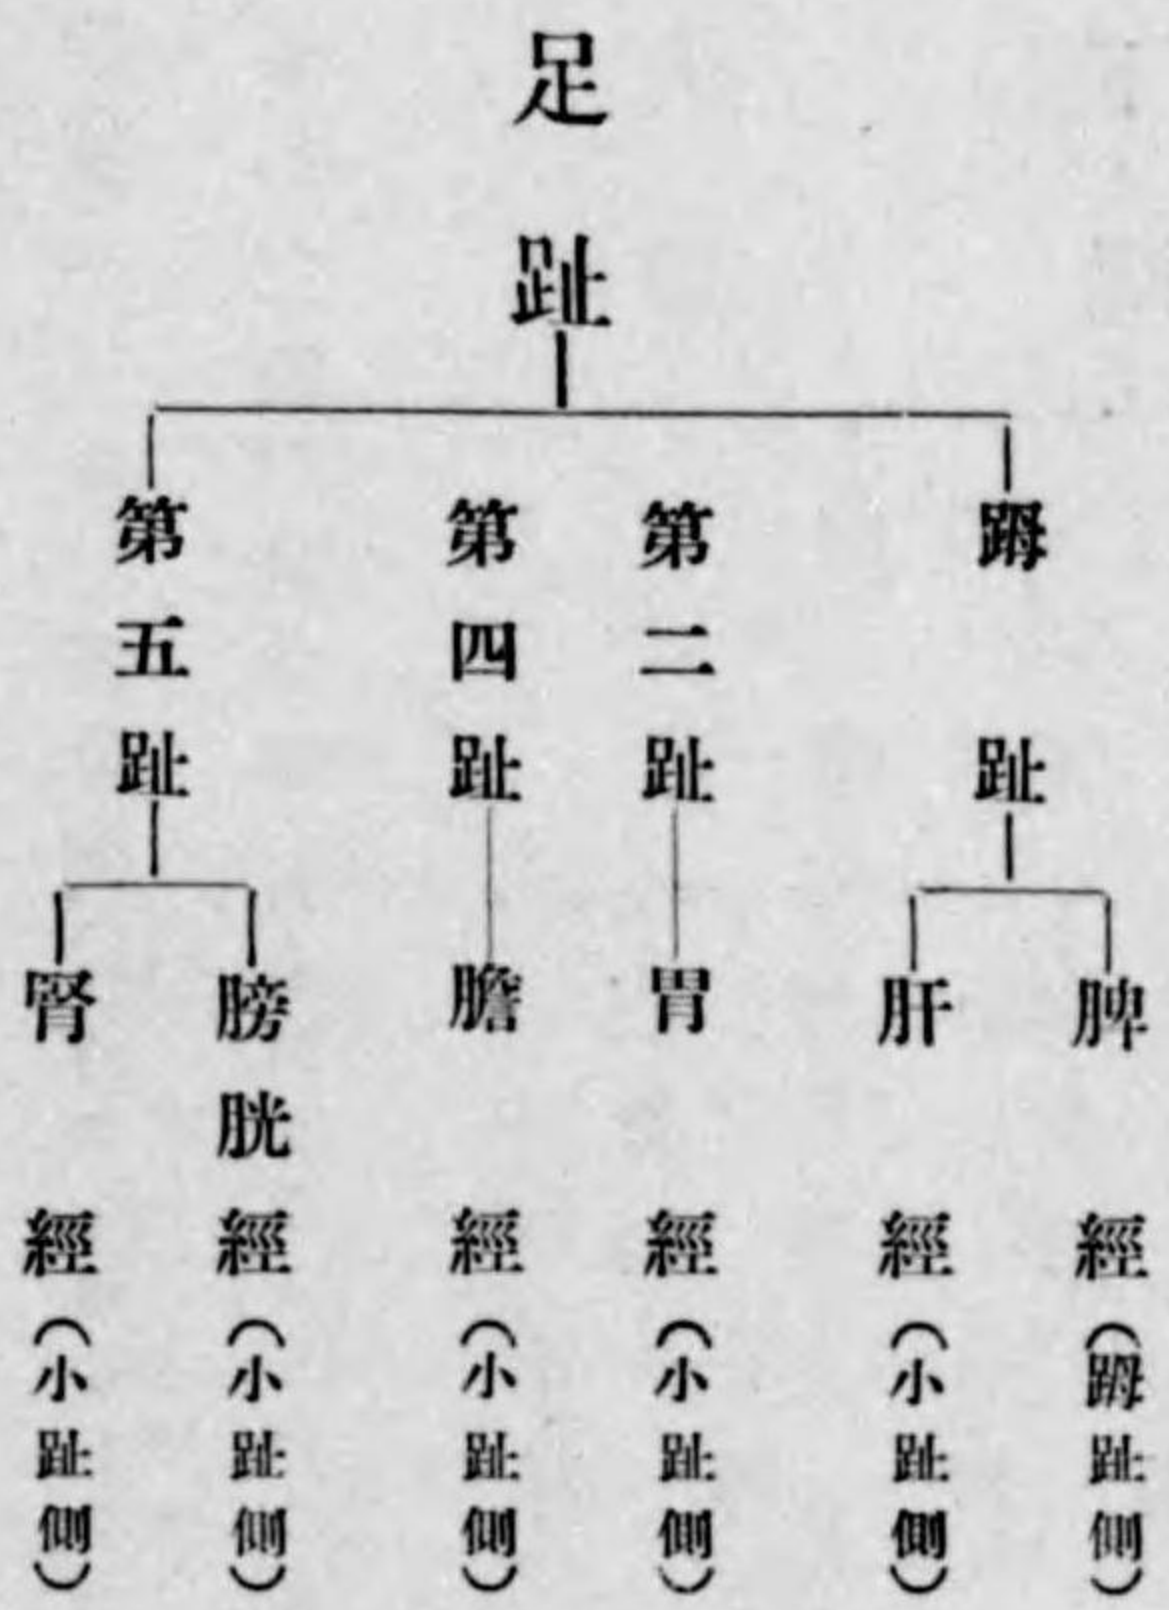 足趾
踇趾
脾經（踇趾側）
肝經（小趾側）
第二趾
胃經（小趾側）
第四趾
膽經（小趾側）
第五趾
膀胱經（小趾側）
腎經（小趾側）